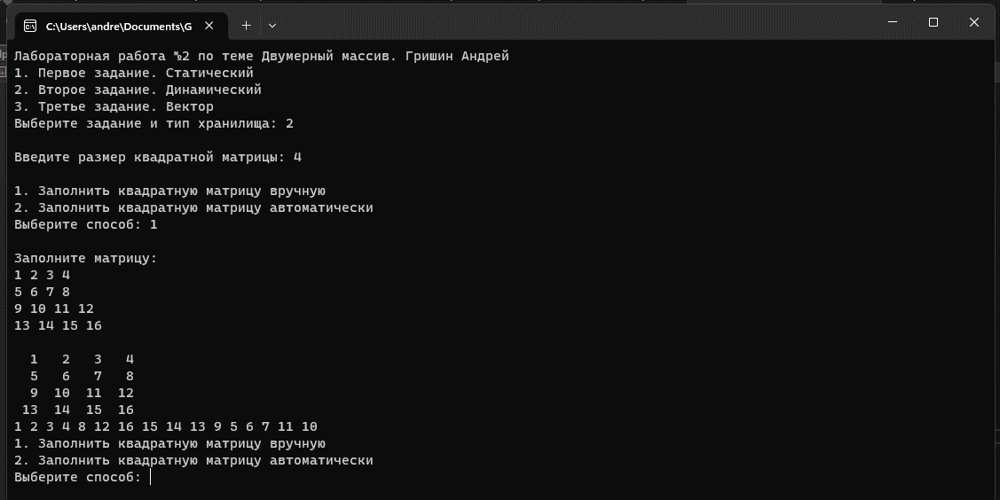 C:\Users\andre\Documents\G
Лабораторная работа №2 по теме Двумерный массив. Гришин Андрей
1. Первое задание. Статический
2. Второе задание. Динамический
3. Третье задание. Вектор
Выберите задание и тип хранилища: 2
Введите размер квадратной матрицы: 4
1. Заполнить квадратную матрицу вручную
2. Заполнить квадратную матрицу автоматически
Выберите способ: 1
Заполните матрицу:
1 2 3 4
5 6 7 8
9 10 11 12
13 14 15 16
1 2 3 4
5 6 7 8
9 10 11 12
13 14 15 16
1 2 3 4 8 12 16 15 14 13 9 5 6 7 11 10
1. Заполнить квадратную матрицу вручную
2. Заполнить квадратную матрицу автоматически
Выберите способ: